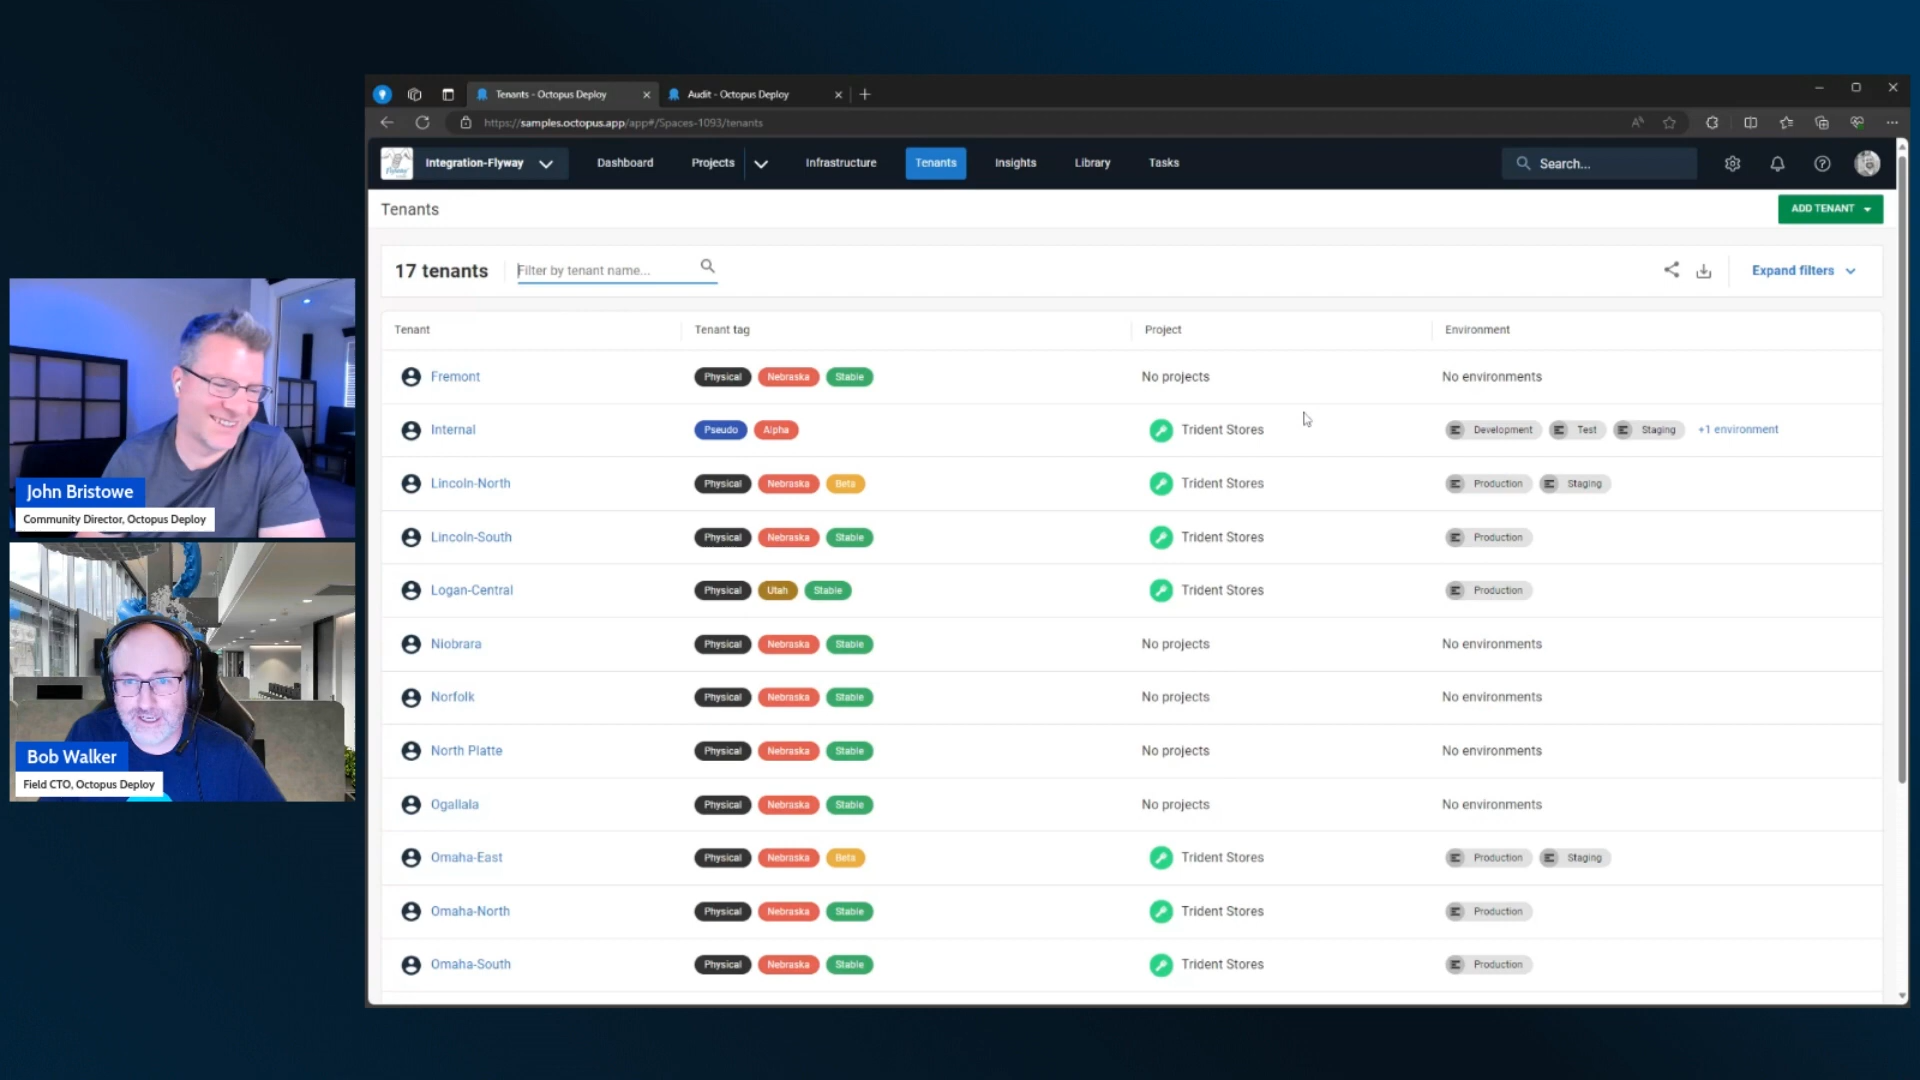 Tenants - Octopus Deploy
Audit - Octopus Deploy
https://samples.octopus.app/app#/Spaces-1093/tenants
Integration-Flyway
Dashboard
Projects
Infrastructure
Tenants
Insights
Library
Tasks
Search...
Tenants
ADD TENANT
17 tenants
Filter by tenant name...
Expand filters
Tenant Tenant tag Project Environment
Fremont Physical Nebraska Stable No projects No environments
Internal Pseudo Alpha Trident Stores Development Test Staging +1 environment
Lincoln-North Physical Nebraska Beta Trident Stores Production Staging
Lincoln-South Physical Nebraska Stable Trident Stores Production
Logan-Central Physical Utah Stable Trident Stores Production
Niobrara Physical Nebraska Stable No projects No environments
Norfolk Physical Nebraska Stable No projects No environments
North Platte Physical Nebraska Stable No projects No environments
Ogallala Physical Nebraska Stable No projects No environments
Omaha-East Physical Nebraska Beta Trident Stores Production Staging
Omaha-North Physical Nebraska Stable Trident Stores Production
Omaha-South Physical Nebraska Stable Trident Stores Production
John Bristowe
Community Director, Octopus Deploy
Bob Walker
Field CTO, Octopus Deploy